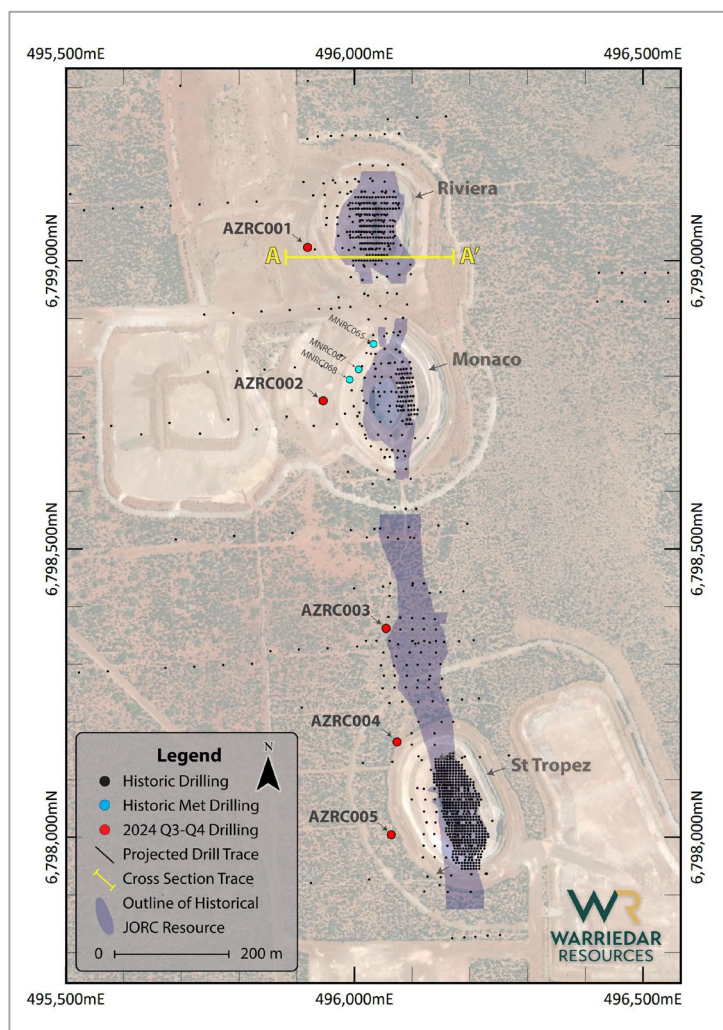 495,500mE 496,000mE 496,500mE
6,799,000mN
6,799,000mN
Riviera
AZRC001
A A'
MNRC065
MNRC067
MNRC068
Monaco
AZRC002
6,798,500mN
6,798,500mN
AZRC003
AZRC004
St Tropez
AZRC005
6,798,000mN
6,798,000mN
Legend
N
Historic Drilling
Historic Met Drilling
2024 Q3-Q4 Drilling
Projected Drill Trace
Cross Section Trace
Outline of Historical
JORC Resource
0 200 m
WR
WARRIEDAR
RESOURCES
495,500mE 496,000mE 496,500mE